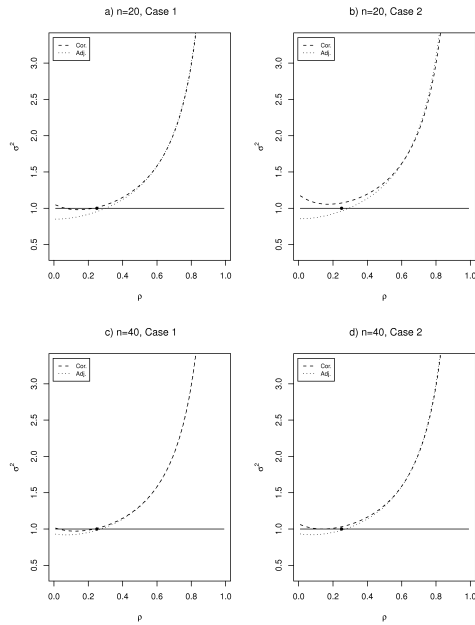 a) n=20, Case 1
Cor.
Adj.
σ²
0.5 1.0 1.5 2.0 2.5 3.0
0.0 0.2 0.4 0.6 0.8 1.0
ρ
b) n=20, Case 2
Cor.
Adj.
σ²
0.5 1.0 1.5 2.0 2.5 3.0
0.0 0.2 0.4 0.6 0.8 1.0
ρ
c) n=40, Case 1
Cor.
Adj.
σ²
0.5 1.0 1.5 2.0 2.5 3.0
0.0 0.2 0.4 0.6 0.8 1.0
ρ
d) n=40, Case 2
Cor.
Adj.
σ²
0.5 1.0 1.5 2.0 2.5 3.0
0.0 0.2 0.4 0.6 0.8 1.0
ρ